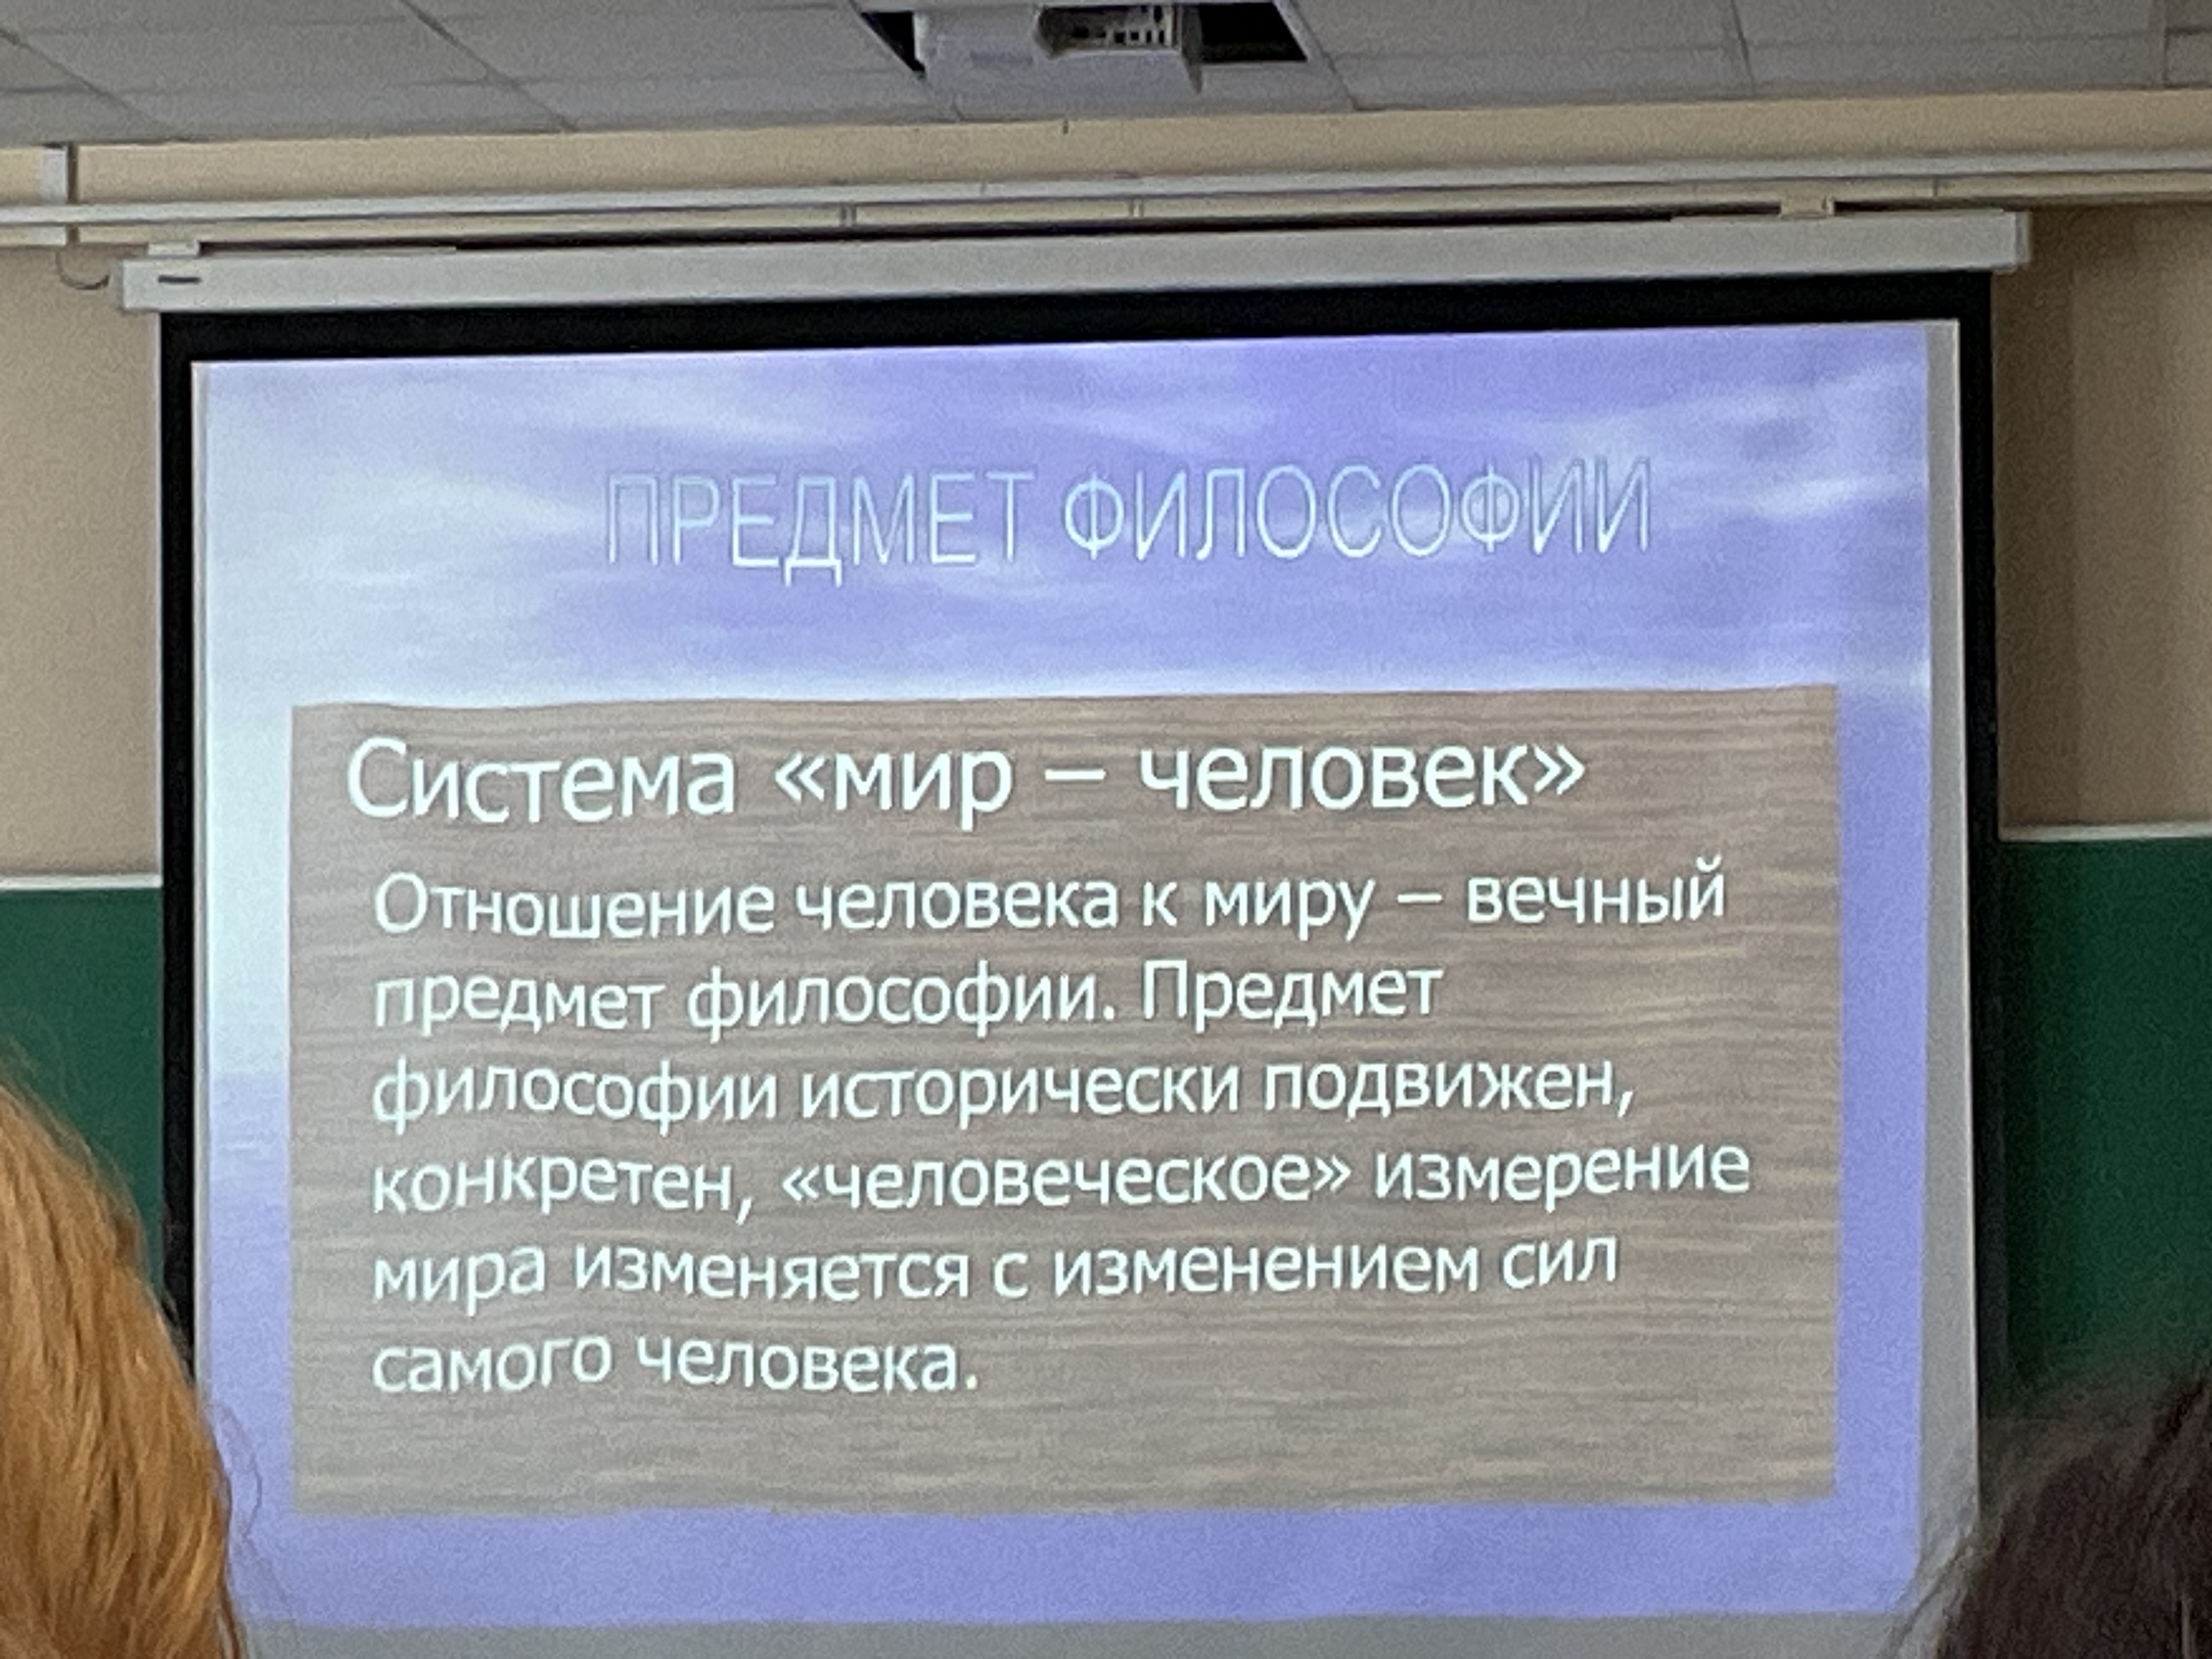 ПРЕДМЕТ ФИЛОСОФИИ
Система «мир – человек»
Отношение человека к миру – вечный
предмет философии. Предмет
философии исторически подвижен,
конкретен, «человеческое» измерение
мира изменяется с изменением сил
самого человека.